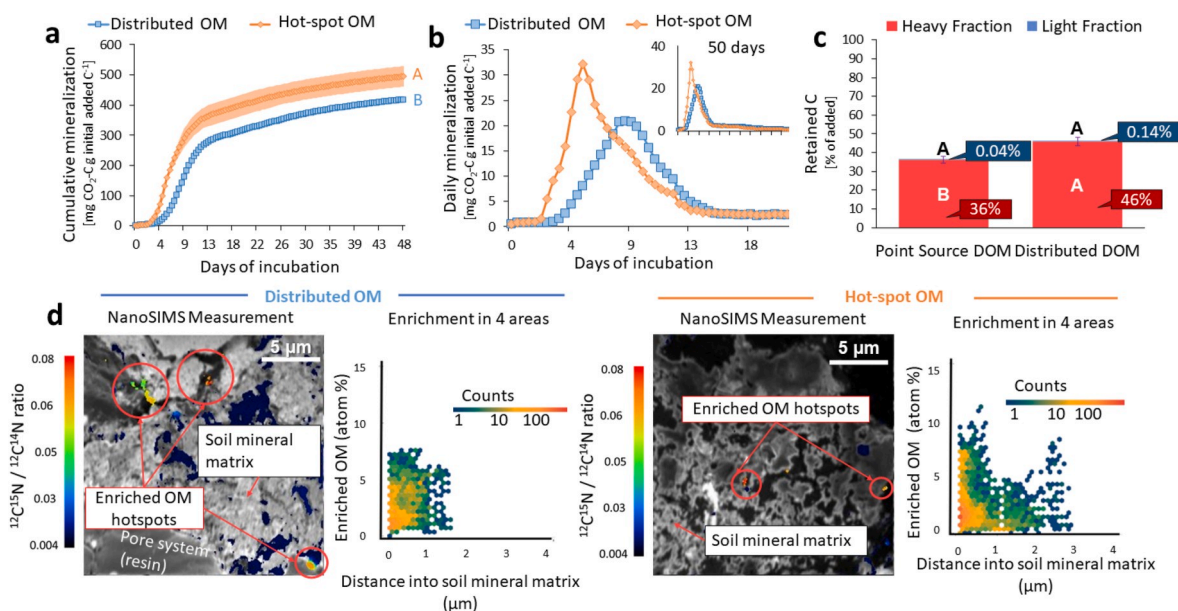 a
Distributed OM
Hot-spot OM
Cumulative mineralization
[mg CO₂-C g initial added C⁻¹]
600
500
400
300
200
100
0
A
B
0 4 9 13 18 22 26 31 35 39 43 48
Days of incubation
b
Distributed OM
Hot-spot OM
Daily mineralization
[mg CO₂-C g initial added C⁻¹]
35
30
25
20
15
10
5
0
50 days
40
20
0
0 4 9 13 18
Days of incubation
c
Heavy Fraction
Light Fraction
Retained C
[% of added]
100
90
80
70
60
50
40
30
20
10
0
A
0.04%
B
36%
A
0.14%
A
46%
Point Source DOM
Distributed DOM
d
Distributed OM
NanoSIMS Measurement
Enrichment in 4 areas
¹²C¹⁵N / ¹²C¹⁴N ratio
0.08
0.06
0.05
0.03
0.004
5 µm
Soil mineral
matrix
Enriched OM
hotspots
Pore system
(resin)
Enriched OM (atom %)
15
10
5
0
Counts
1 10 100
0 1 2 3 4
Distance into soil mineral matrix
(µm)
Hot-spot OM
NanoSIMS Measurement
Enrichment in 4 areas
¹²C¹⁵N / ¹²C¹⁴N ratio
0.08
0.06
0.05
0.03
0.004
5 µm
Enriched OM hotspots
Soil mineral matrix
Enriched OM (atom %)
15
10
5
0
Counts
1 10 100
0 1 2 3 4
Distance into soil mineral matrix
(µm)